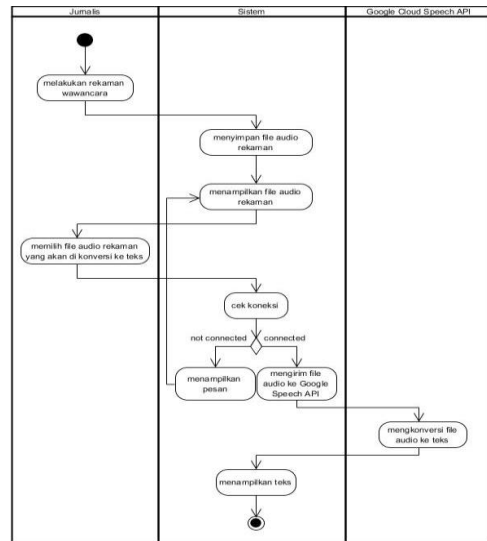 Jurnalis
Sistem
Google Cloud Speech API
melakukan rekaman
wawancara
menyimpan file audio
rekaman
menampilkan file audio
rekaman
memilih file audio rekaman
yang akan di konversi ke teks
cek koneksi
not connected
connected
menampilkan
pesan
mengirim file
audio ke Google
Speech API
mengkonversi file
audio ke teks
menampilkan teks